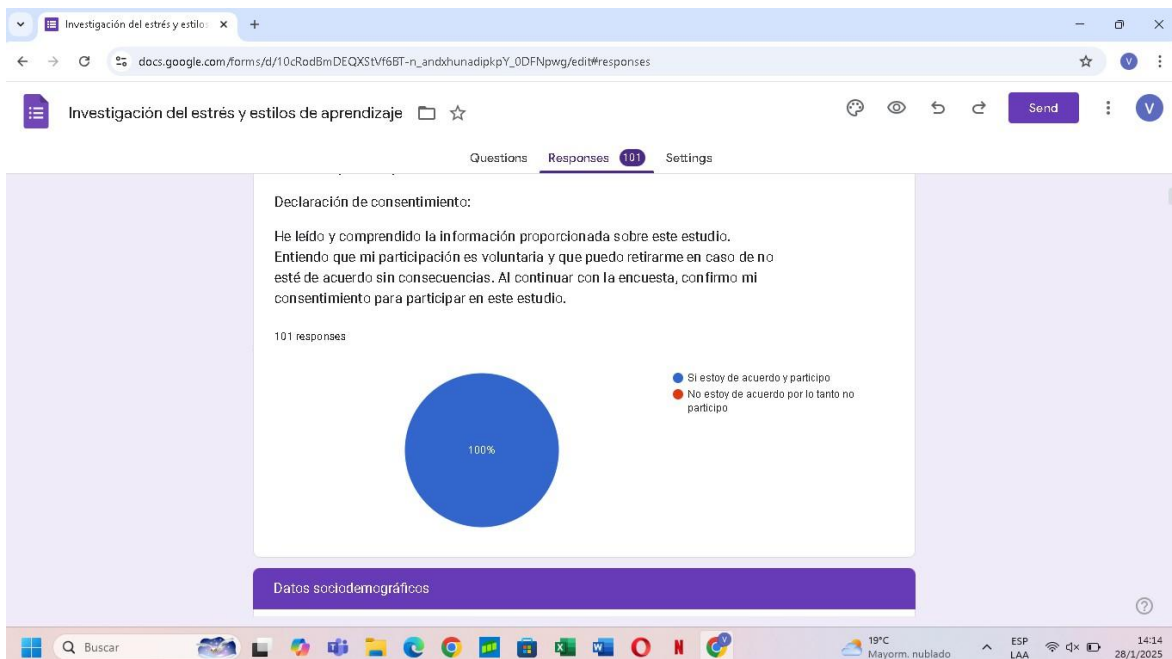 Investigación del estrés y estilo
docs.google.com/forms/d/10cRodBmDEQXStVf6BT-n_andxhunadipkpY_0DFNpwg/edit#responses
V
Investigación del estrés y estilos de aprendizaje
Send
V
Questions
Responses 101
Settings
Declaración de consentimiento:
He leído y comprendido la información proporcionada sobre este estudio.
Entiendo que mi participación es voluntaria y que puedo retirarme en caso de no
esté de acuerdo sin consecuencias. Al continuar con la encuesta, confirmo mi
consentimiento para participar en este estudio.
101 responses
Si estoy de acuerdo y participo
No estoy de acuerdo por lo tanto no
participo
100%
Datos sociodemográficos
Buscar
19°C
Mayorm. nublado
ESP
LAA
14:14
28/1/2025